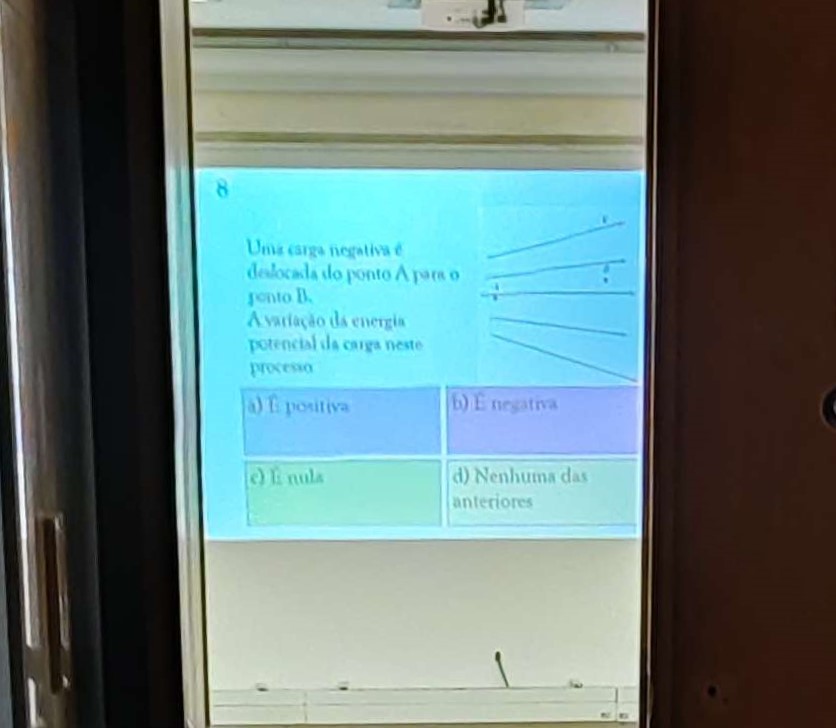 8
Uma carga negativa é
deslocada do ponto A para o
ponto B.
A variação da energia
potencial da carga neste
processo
a) É positiva
b) É negativa
c) É nula
d) Nenhuma das
anteriores